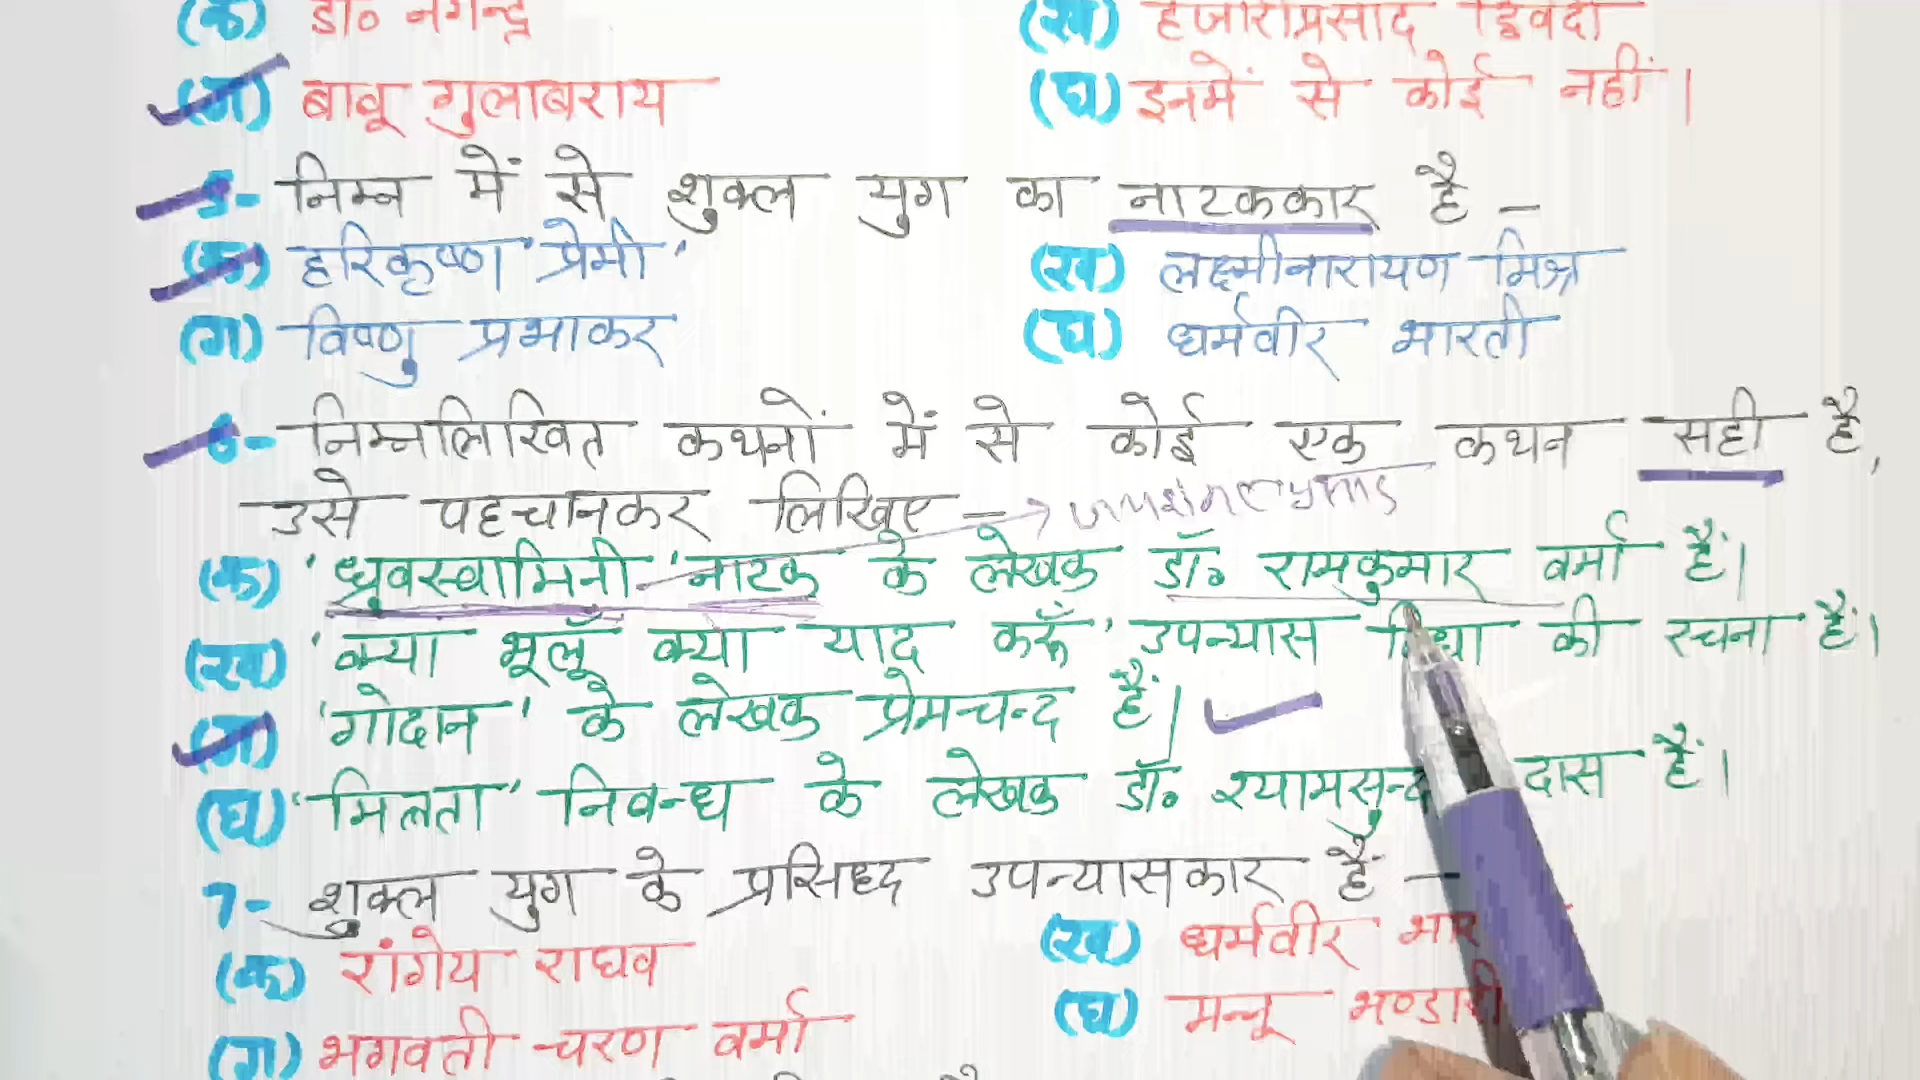 (क) डॉ० नगेन्द्र (ख) हजारीप्रसाद द्विवेदी
(ग) बाबू गुलाबराय (घ) इनमें से कोई नहीं।
5- निम्न में से शुक्ल युग का नाटककार है –
(क) हरिकृष्ण 'प्रेमी' (ख) लक्ष्मीनारायण मिश्र
(ग) विष्णु प्रभाकर (घ) धर्मवीर भारती
6- निम्नलिखित कथनों में से कोई एक कथन सही है,
उसे पहचानकर लिखिए –
(क) 'ध्रुवस्वामिनी' नाटक के लेखक डॉ० रामकुमार वर्मा हैं।
(ख) 'क्या भूलूँ क्या याद करूँ' उपन्यास विधा की रचना है।
(ग) 'गोदान' के लेखक प्रेमचन्द हैं।
(घ) 'मित्रता' निबन्ध के लेखक डॉ० श्यामसुन्द दास हैं।
7- शुक्ल युग के प्रसिद्ध उपन्यासकार हैं –
(क) रांगेय राघव (ख) धर्मवीर भार
(ग) भगवती चरण वर्मा (घ) मन्नू भण्डारी